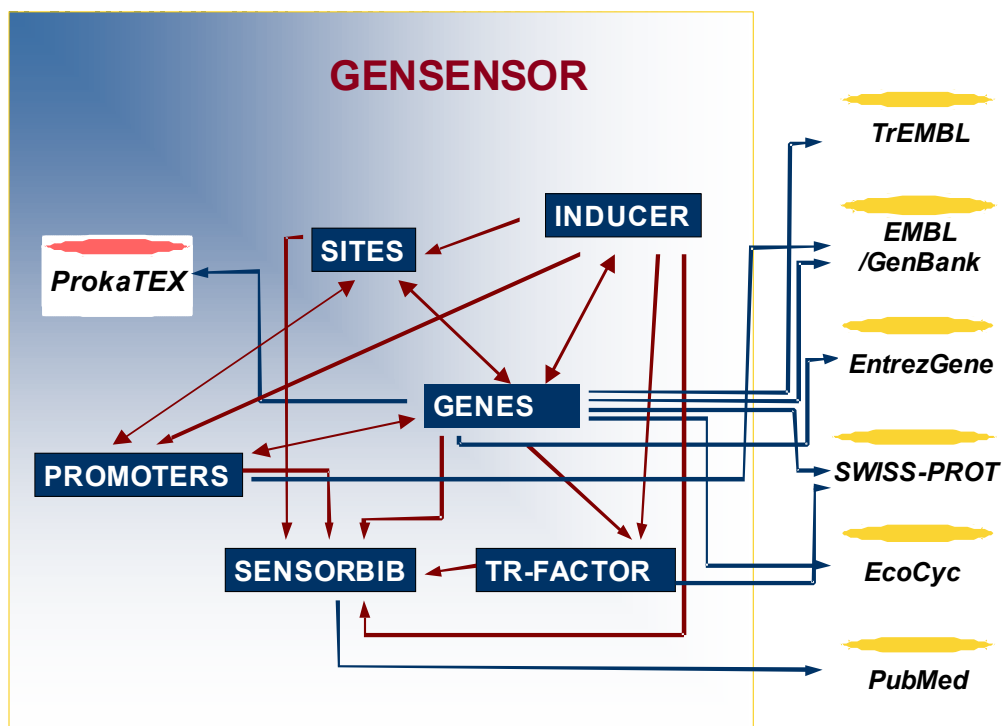 GENSENSOR
TrEMBL
INDUCER
EMBL
/GenBank
SITES
ProkaTEX
EntrezGene
GENES
PROMOTERS
SWISS-PROT
SENSORBIB
TR-FACTOR
EcoCyc
PubMed